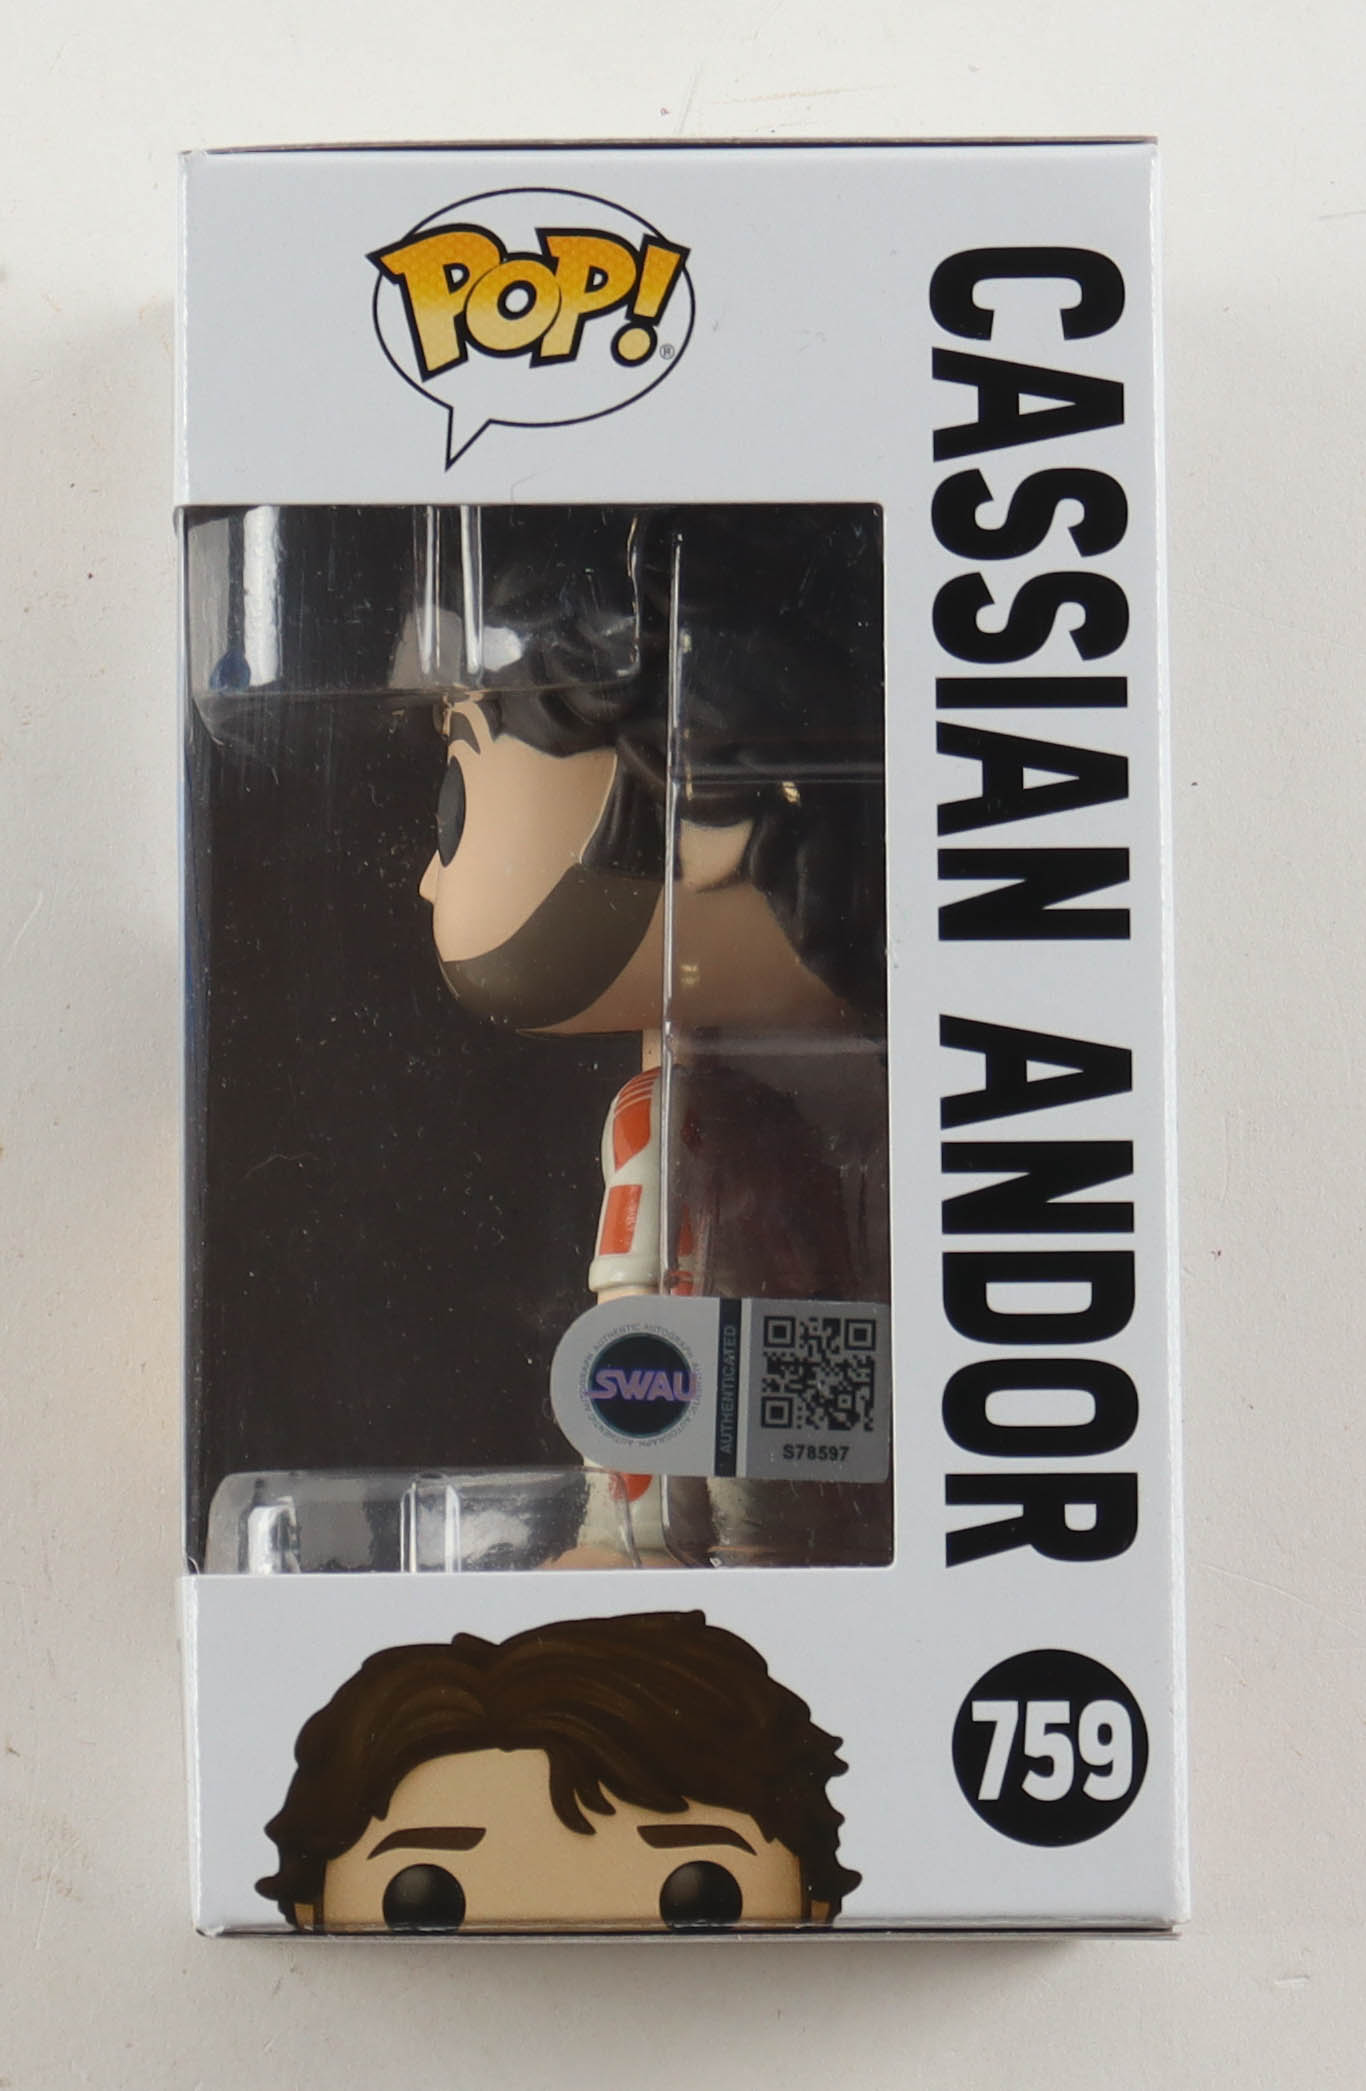 POP!
®
CASSIAN ANDOR
759
SWAU
AUTHENTICATED
S78597